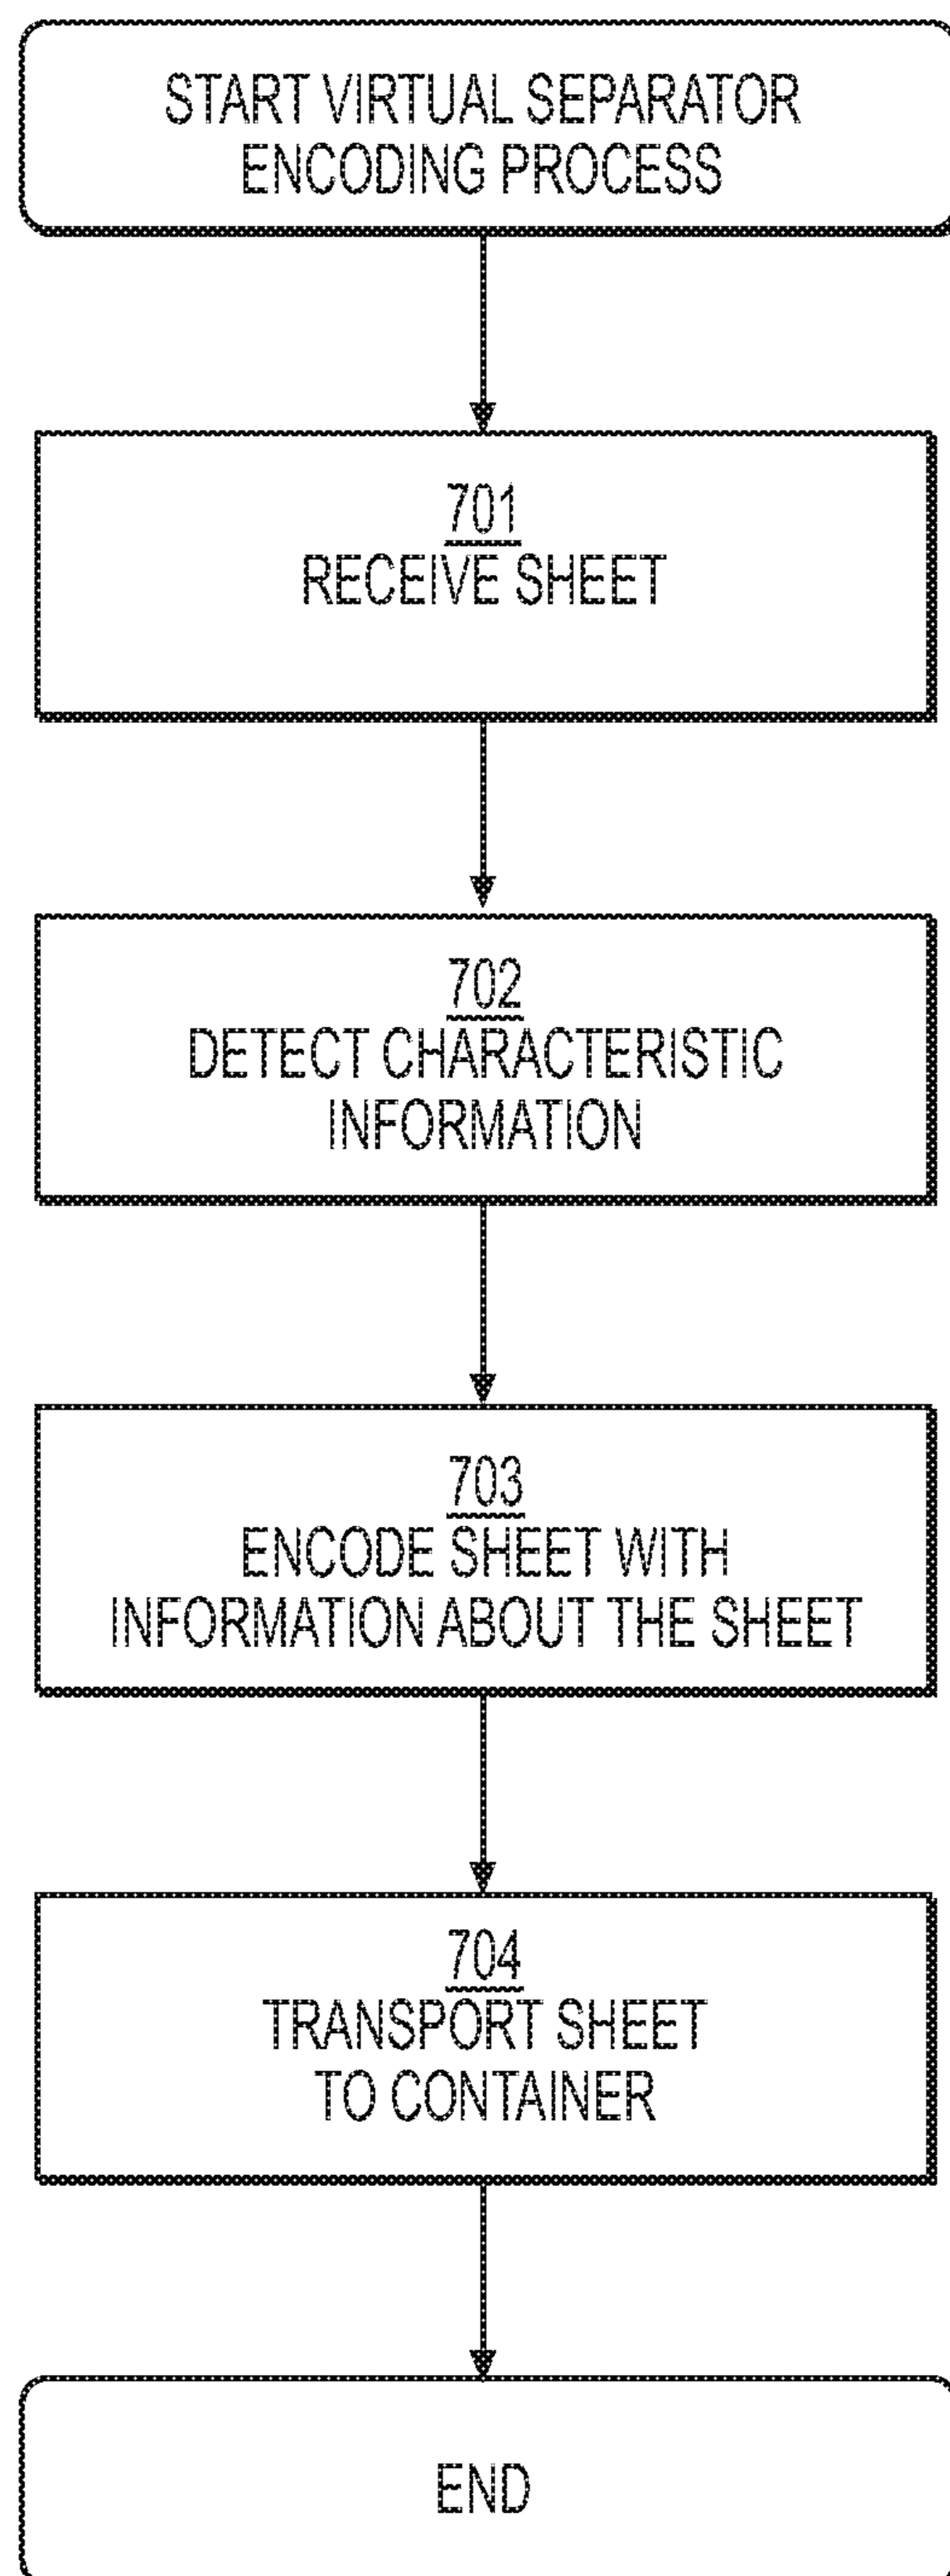 START VIRTUAL SEPARATOR
ENCODING PROCESS
701
RECEIVE SHEET
702
DETECT CHARACTERISTIC
INFORMATION
703
ENCODE SHEET WITH
INFORMATION ABOUT THE SHEET
704
TRANSPORT SHEET
TO CONTAINER
END